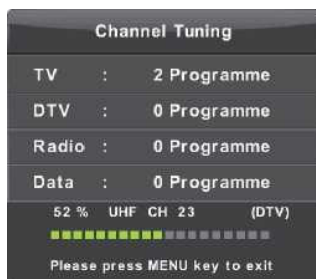 Channel Tuning
TV : 2 Programme
DTV : 0 Programme
Radio : 0 Programme
Data : 0 Programme
52 % UHF CH 23 (DTV)
Please press MENU key to exit